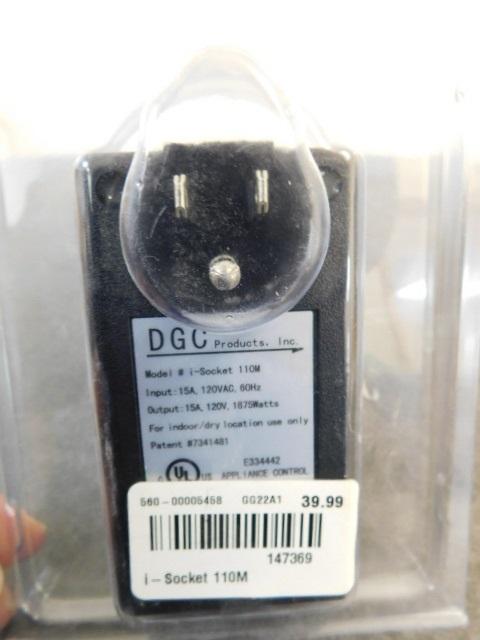 DGC Products, Inc.
Model # i-Socket 110M
Input:15A, 120VAC, 60Hz
Output:15A, 120V, 1875Watts
For indoor/dry location use only
Patent #7341481
E334442
C UL US APPLIANCE CONTROL
560-00005458 GG22A1 39.99
147369
i-Socket 110M